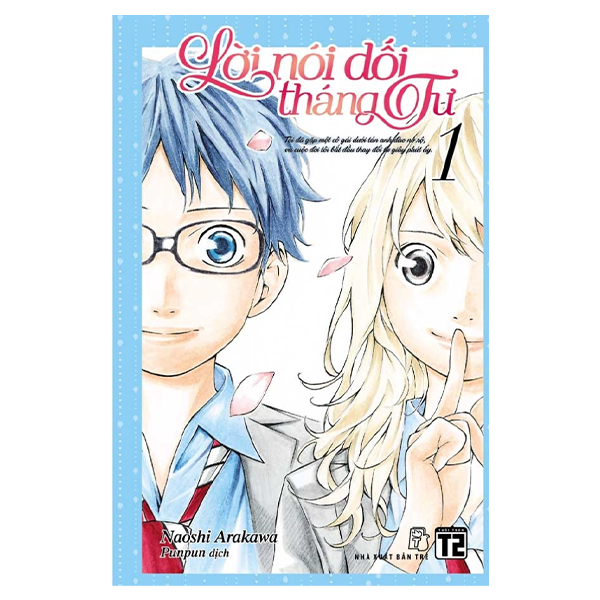 Lời nói dối
tháng Tư
Tôi đã gặp một cô gái dưới tán anh đào nở rộ,
và cuộc đời tôi bắt đầu thay đổi từ giây phút ấy.
1
Naoshi Arakawa
Punpun dịch
NHÀ XUẤT BẢN TRẺ
T2